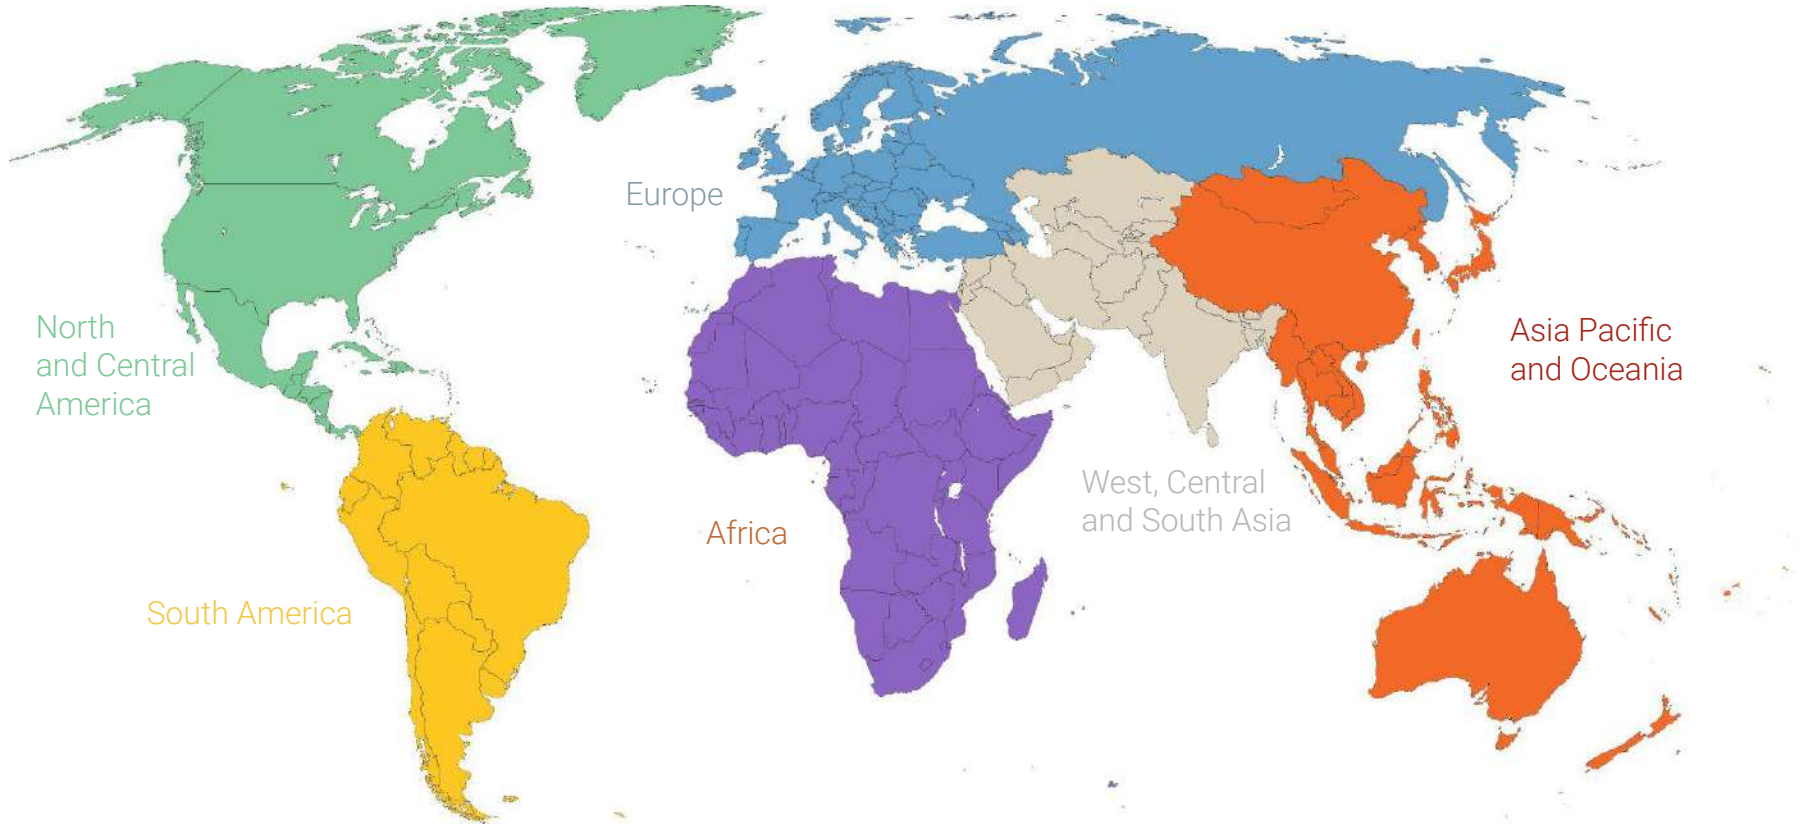 Europe
North
and Central
America
Asia Pacific
and Oceania
West, Central
and South Asia
Africa
South America